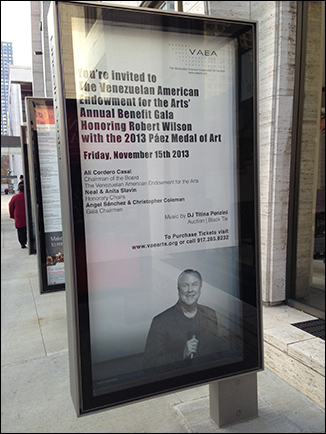 VAEA
You're invited to
The Venezuelan American
Endowment for the Arts'
Annual Benefit Gala
Honoring Robert Wilson
with the 2013 Páez Medal of Art
Friday, November 15th 2013
Ali Cordero Casal
Chairman of the Board
The Venezuelan American Endowment for the Arts
Neal & Anita Slavin
Honorary Chairs
Ángel Sánchez & Christopher Coleman
Gala Chairmen
Music by DJ Titina Penzini
Auction | Black Tie
To Purchase Tickets visit
www.vaearts.org or call 917.285.8232